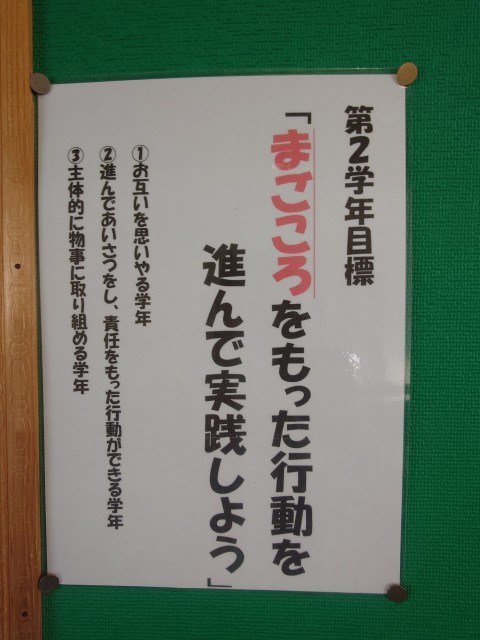 第2学年目標
「まごころをもった行動を
進んで実践しよう」
①お互いを思いやる学年
②進んであいさつをし、責任をもった行動ができる学年
③主体的に物事に取り組める学年